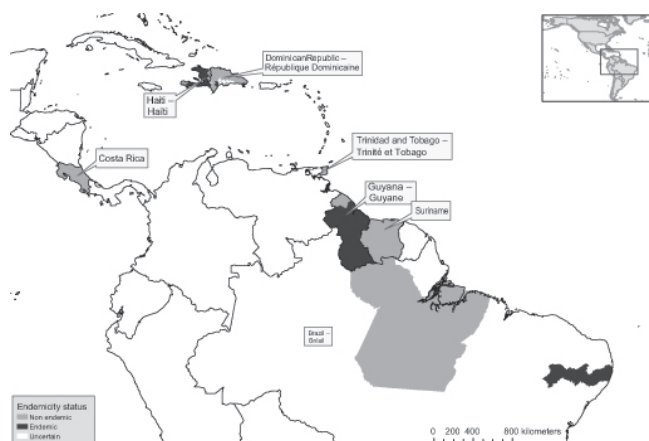 DominicanRepublic –
République Dominicaine
Haiti –
Haïti
Trinidad and Tobago –
Trinité et Tobago
Costa Rica
Guyana –
Guyane
Suriname
Brazil –
Brésil
Endemicity status
Non endemic
Endemic
Uncertain
0 200 400 800 kilometers